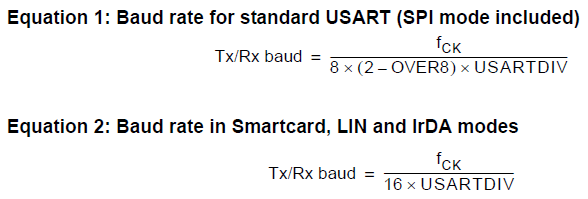 Equation 1: Baud rate for standard USART (SPI mode included)
Tx/Rx baud = fCK / 8 × (2 – OVER8) × USARTDIV
Equation 2: Baud rate in Smartcard, LIN and IrDA modes
Tx/Rx baud = fCK / 16 × USARTDIV